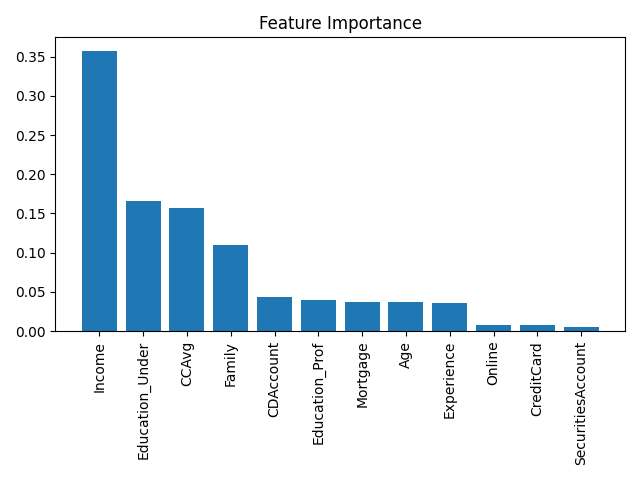 Feature Importance
0.35
0.30
0.25
0.20
0.15
0.10
0.05
0.00
Income
Education_Under
CCAvg
Family
CDAccount
Education_Prof
Mortgage
Age
Experience
Online
CreditCard
SecuritiesAccount